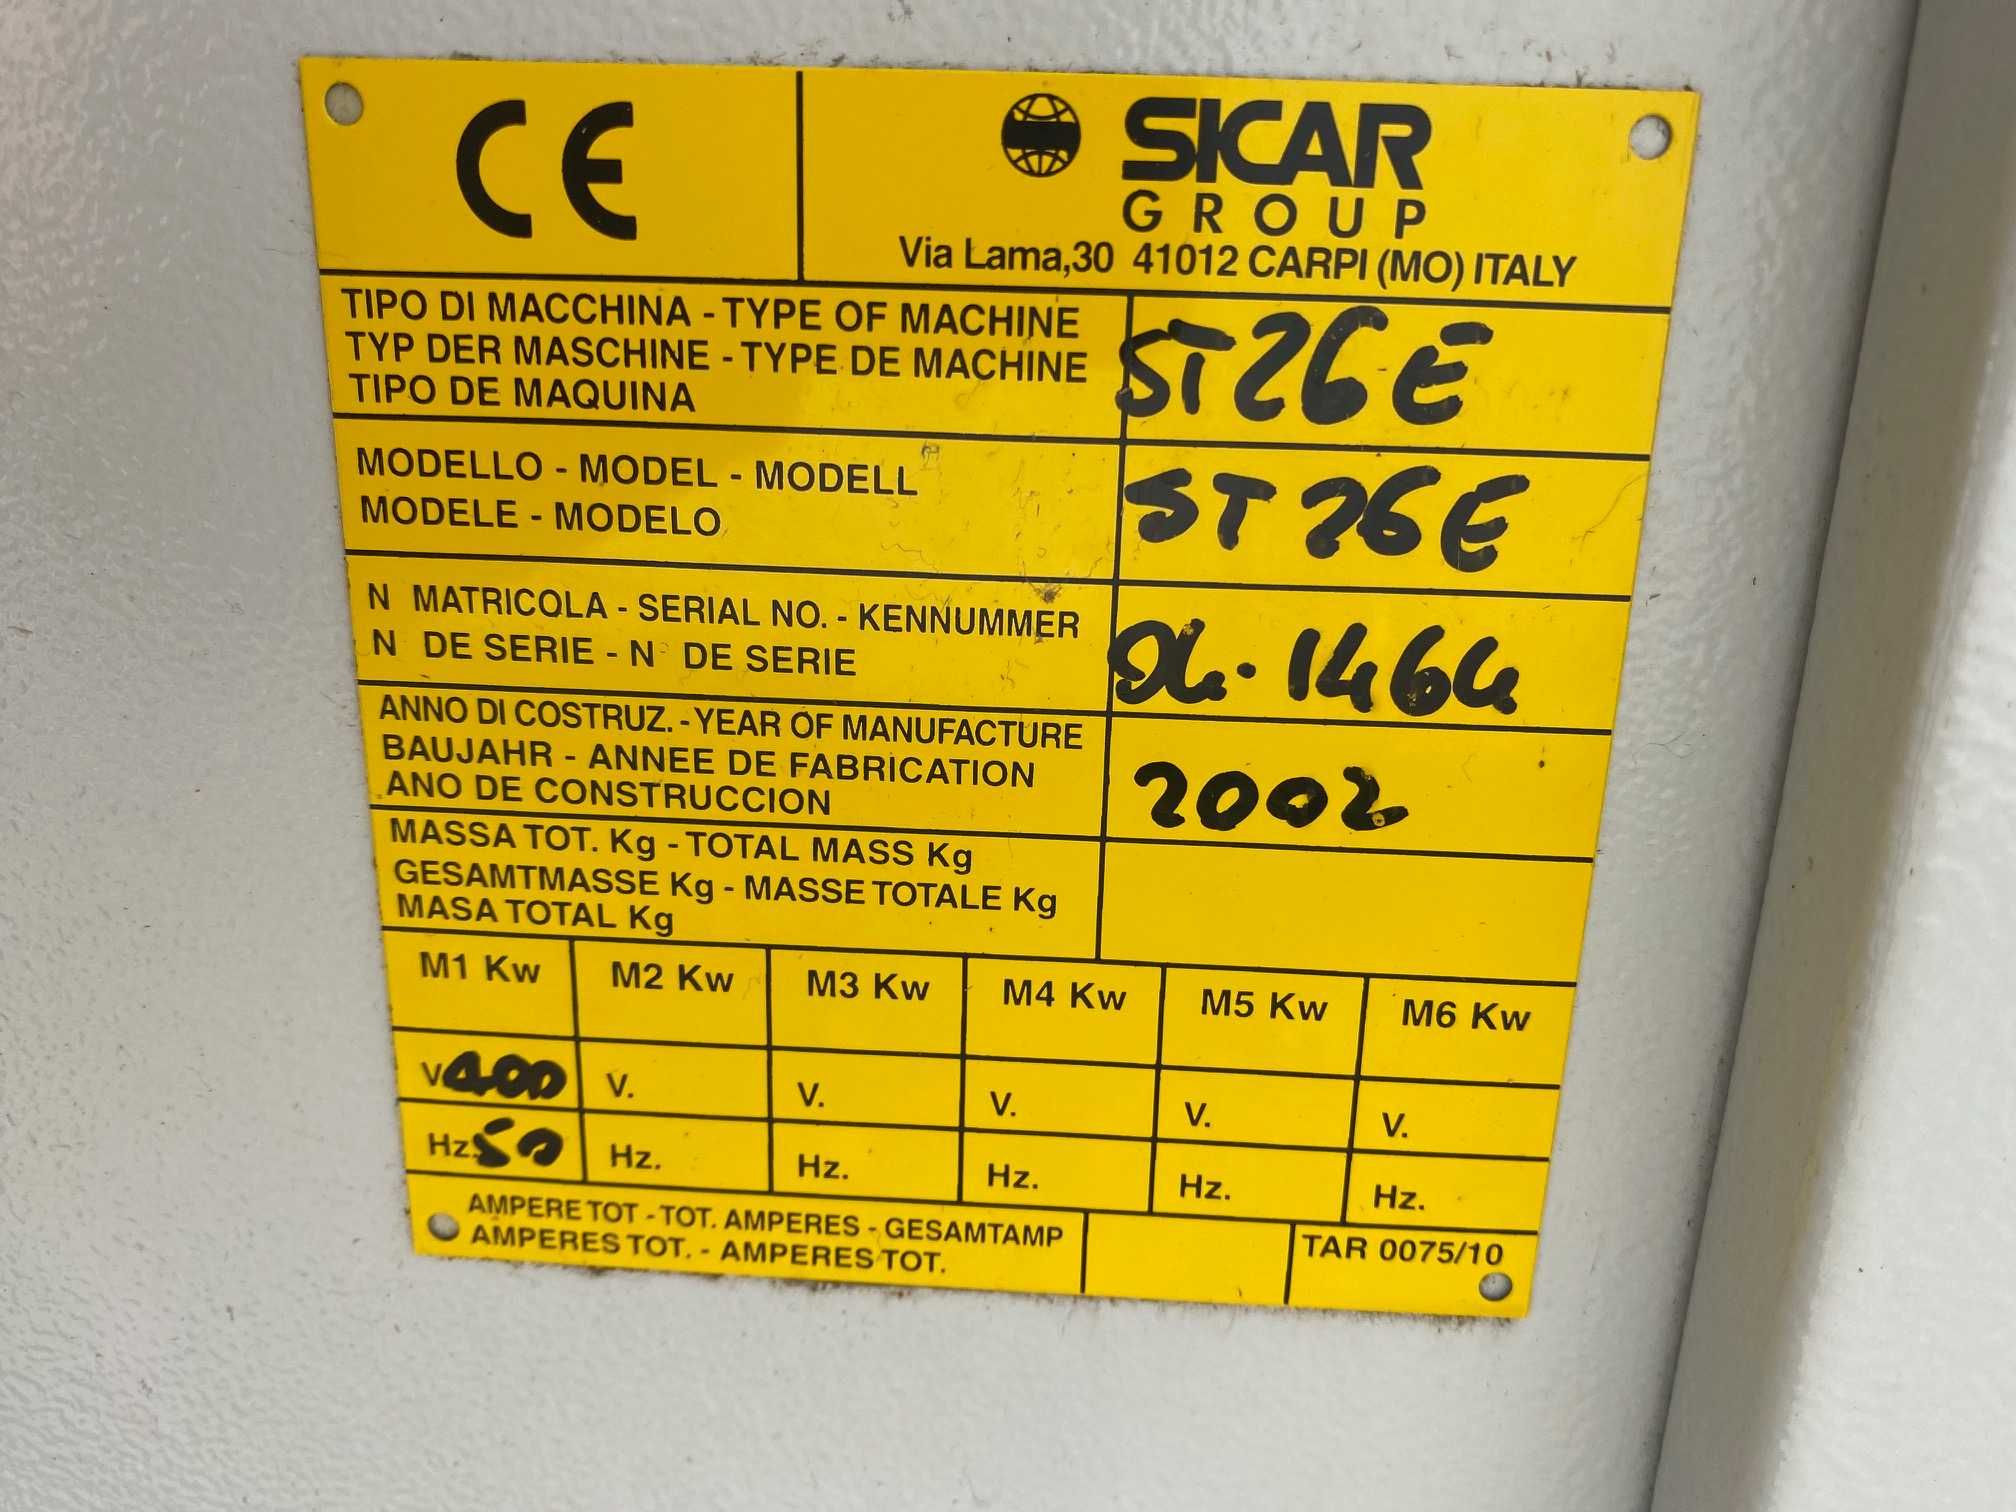 CE
SICAR
GROUP
Via Lama,30 41012 CARPI (MO) ITALY
TIPO DI MACCHINA - TYPE OF MACHINE
TYP DER MASCHINE - TYPE DE MACHINE
TIPO DE MAQUINA
ST26E
MODELLO - MODEL - MODELL
MODELE - MODELO
ST 26E
N MATRICOLA - SERIAL NO. - KENNUMMER
N DE SERIE - N° DE SERIE
1464
ANNO DI COSTRUZ. - YEAR OF MANUFACTURE
BAUJAHR - ANNEE DE FABRICATION
ANO DE CONSTRUCCION
2002
MASSA TOT. Kg - TOTAL MASS Kg
GESAMTMASSE Kg - MASSE TOTALE Kg
MASA TOTAL Kg
M1 Kw M2 Kw M3 Kw M4 Kw M5 Kw M6 Kw
V 400 V. V. V. V. V.
Hz. 50 Hz. Hz. Hz. Hz. Hz.
AMPERE TOT - TOT. AMPERES - GESAMTAMP
AMPERES TOT. - AMPERES TOT.
TAR 0075/10